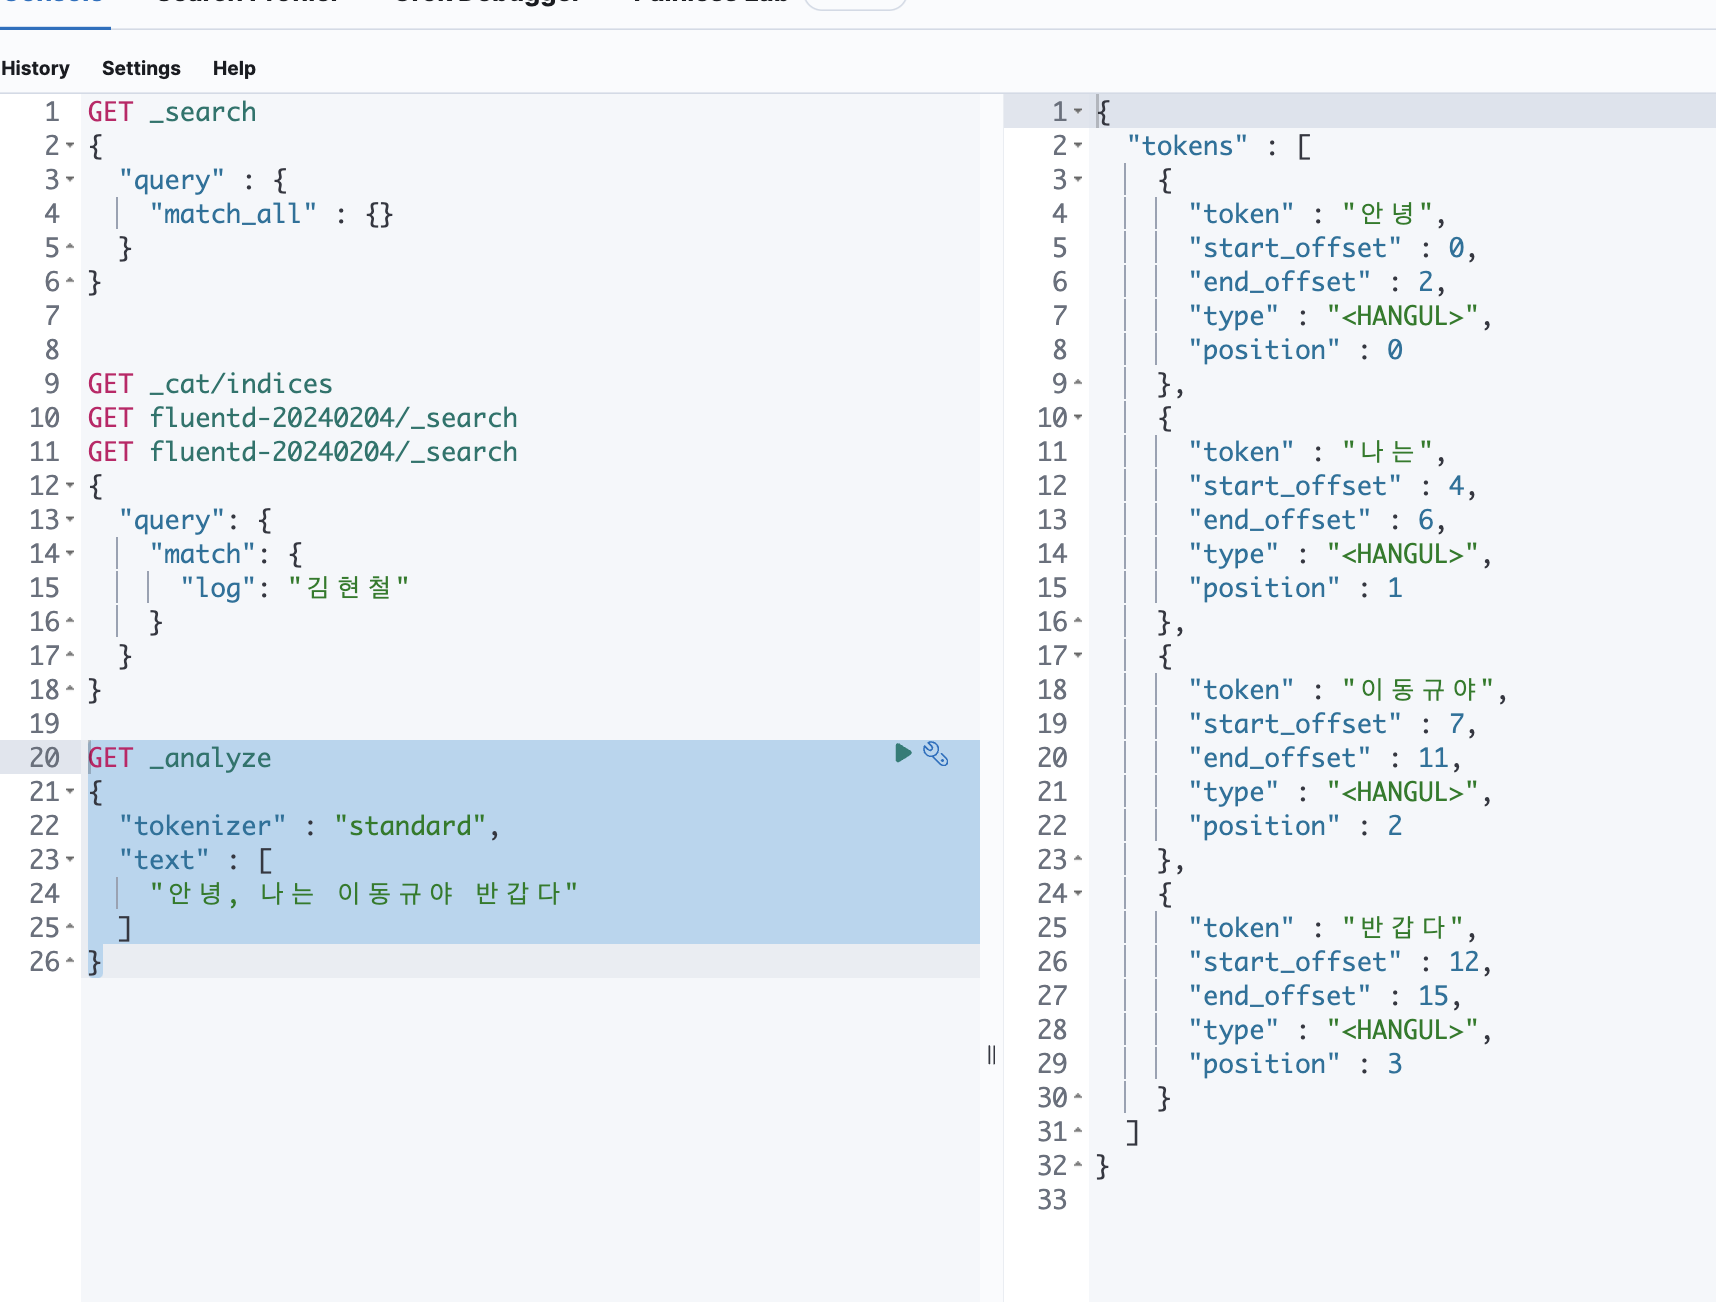 Console Search Profiler Grok Debugger Painless Lab
History Settings Help
1 GET _search
2 {
3 "query" : {
4 "match_all" : {}
5 }
6 }
7
8
9 GET _cat/indices
10 GET fluentd-20240204/_search
11 GET fluentd-20240204/_search
12 {
13 "query": {
14 "match": {
15 "log": "김현철"
16 }
17 }
18 }
19
20 GET _analyze
21 {
22 "tokenizer" : "standard",
23 "text" : [
24 "안녕, 나는 이동규야 반갑다"
25 ]
26 }
1 {
2 "tokens" : [
3 {
4 "token" : "안녕",
5 "start_offset" : 0,
6 "end_offset" : 2,
7 "type" : "<HANGUL>",
8 "position" : 0
9 },
10 {
11 "token" : "나는",
12 "start_offset" : 4,
13 "end_offset" : 6,
14 "type" : "<HANGUL>",
15 "position" : 1
16 },
17 {
18 "token" : "이동규야",
19 "start_offset" : 7,
20 "end_offset" : 11,
21 "type" : "<HANGUL>",
22 "position" : 2
23 },
24 {
25 "token" : "반갑다",
26 "start_offset" : 12,
27 "end_offset" : 15,
28 "type" : "<HANGUL>",
29 "position" : 3
30 }
31 ]
32 }
33